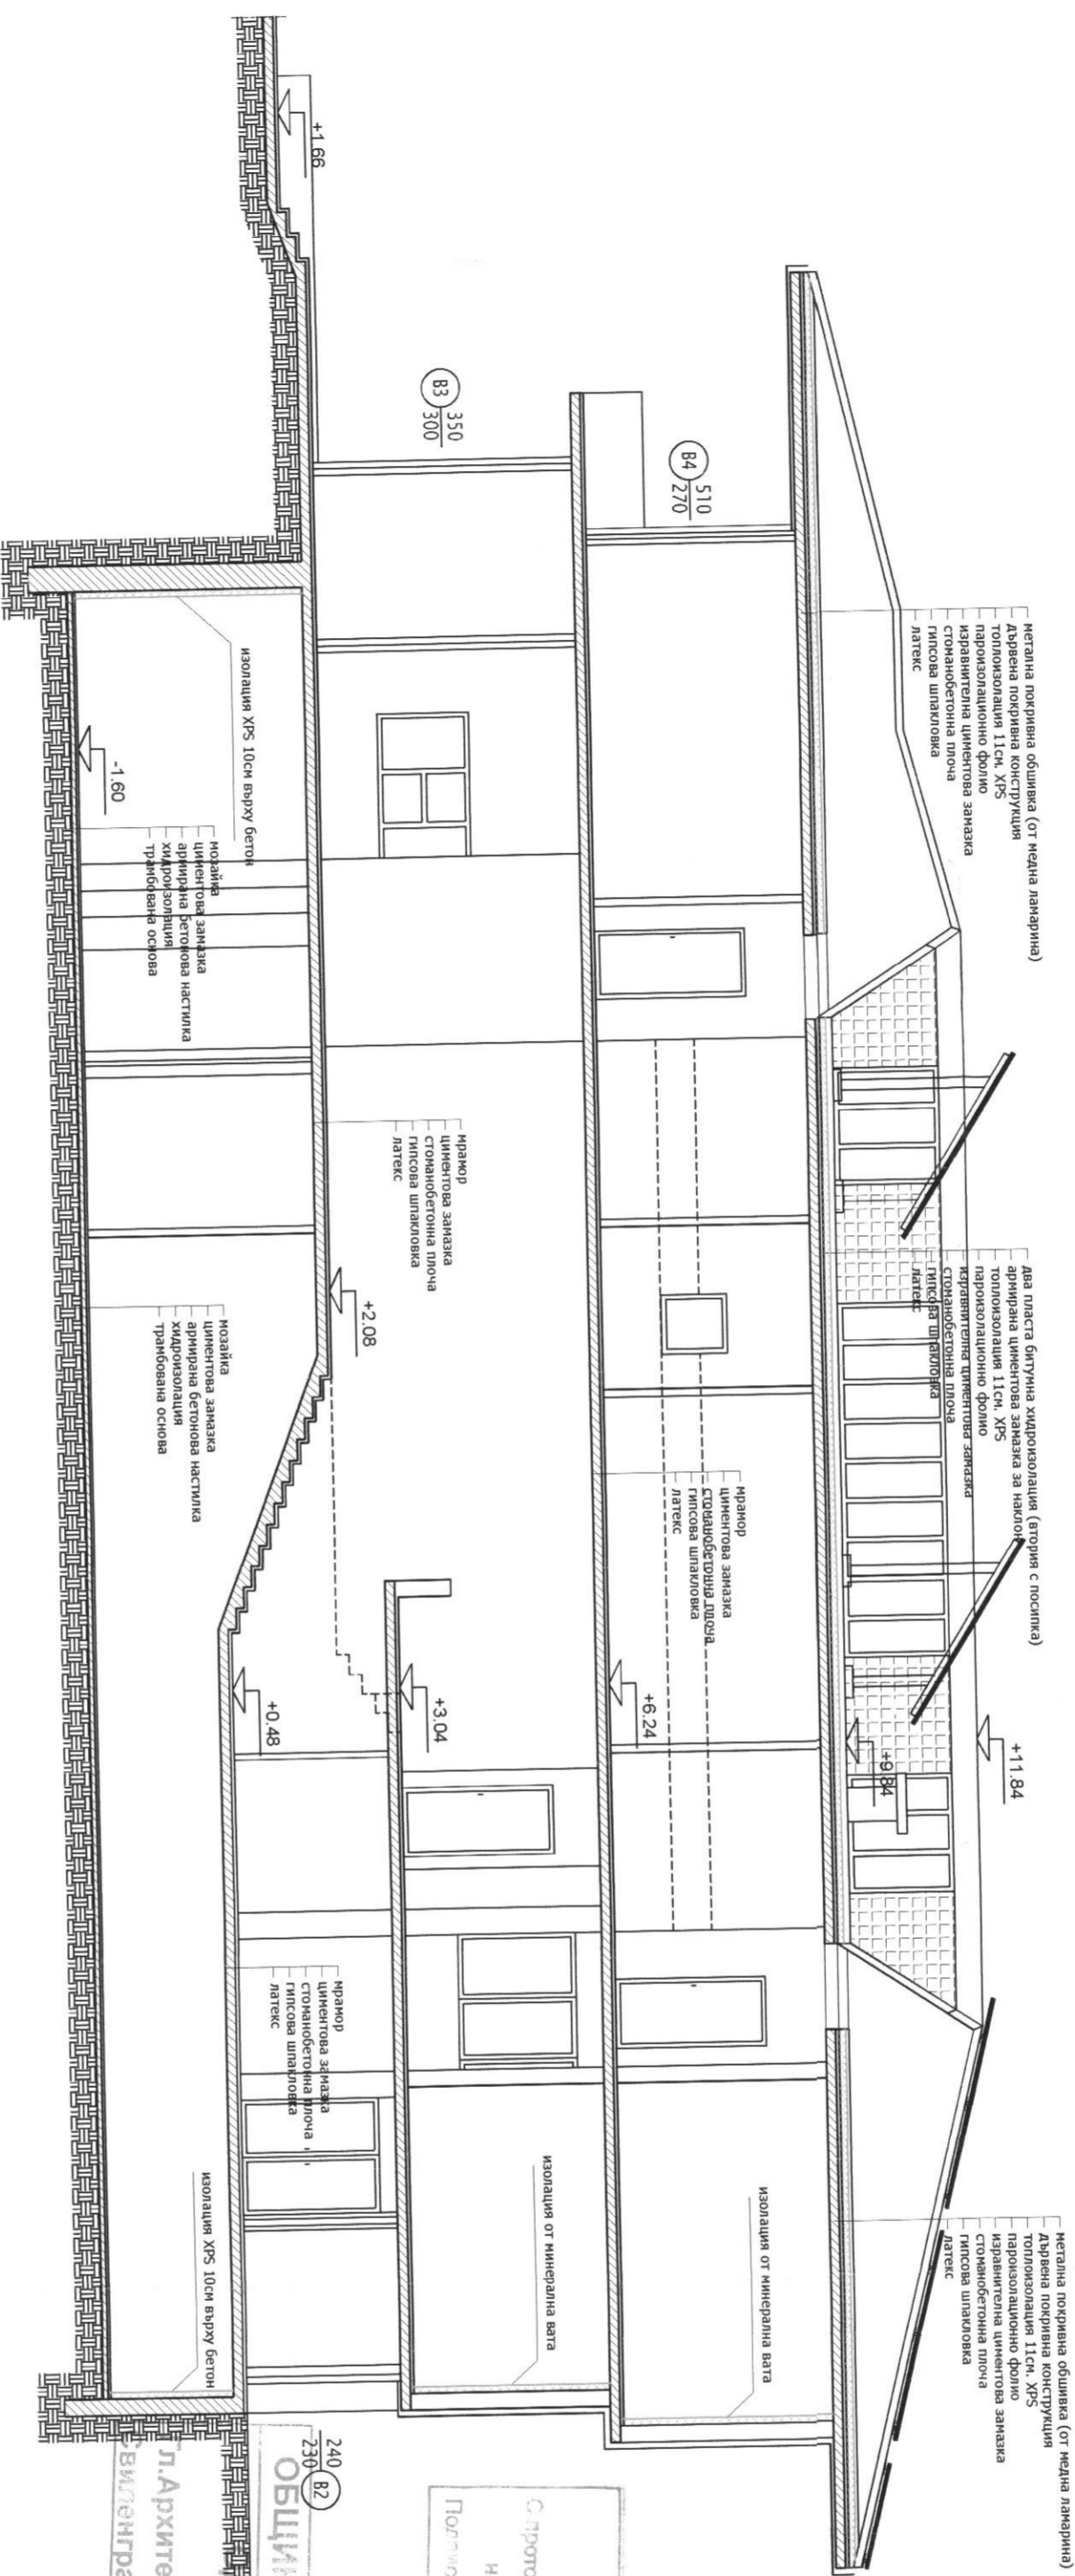 метална покривна обшивка (от медна ламарина)
дървена покривна конструкция
топлоизолация 11см. XPS
пароизолационно фолио
изравнителна циментова замазка
стоманобетонна плоча
гипсова шпакловка
латекс
два пласта битумна хидроизолация (втория с посипка)
армирана циментова замазка за наклон
топлоизолация 11см. XPS
пароизолационно фолио
изравнителна циментова замазка
стоманобетонна плоча
гипсова шпакловка
латекс
+11.84
+9.84
метална покривна обшивка (от медна ламарина)
дървена покривна конструкция
топлоизолация 11см. XPS
пароизолационно фолио
изравнителна циментова замазка
стоманобетонна плоча
гипсова шпакловка
латекс
B4 510
270
мрамор
циментова замазка
стоманобетонна плоча
гипсова шпакловка
латекс
+6.24
изолация от минерална вата
B3 350
300
мрамор
циментова замазка
стоманобетонна плоча
гипсова шпакловка
латекс
+3.04
изолация от минерална вата
+1.66
+2.08
+0.48
мрамор
циментова замазка
стоманобетонна плоча
гипсова шпакловка
латекс
240
230 B2
изолация XPS 10см върху бетон
-1.60
мозайка
циментова замазка
армирана бетонова настилка
хидроизолация
трамбована основа
мозайка
циментова замазка
армирана бетонова настилка
хидроизолация
трамбована основа
изолация XPS 10см върху бетон